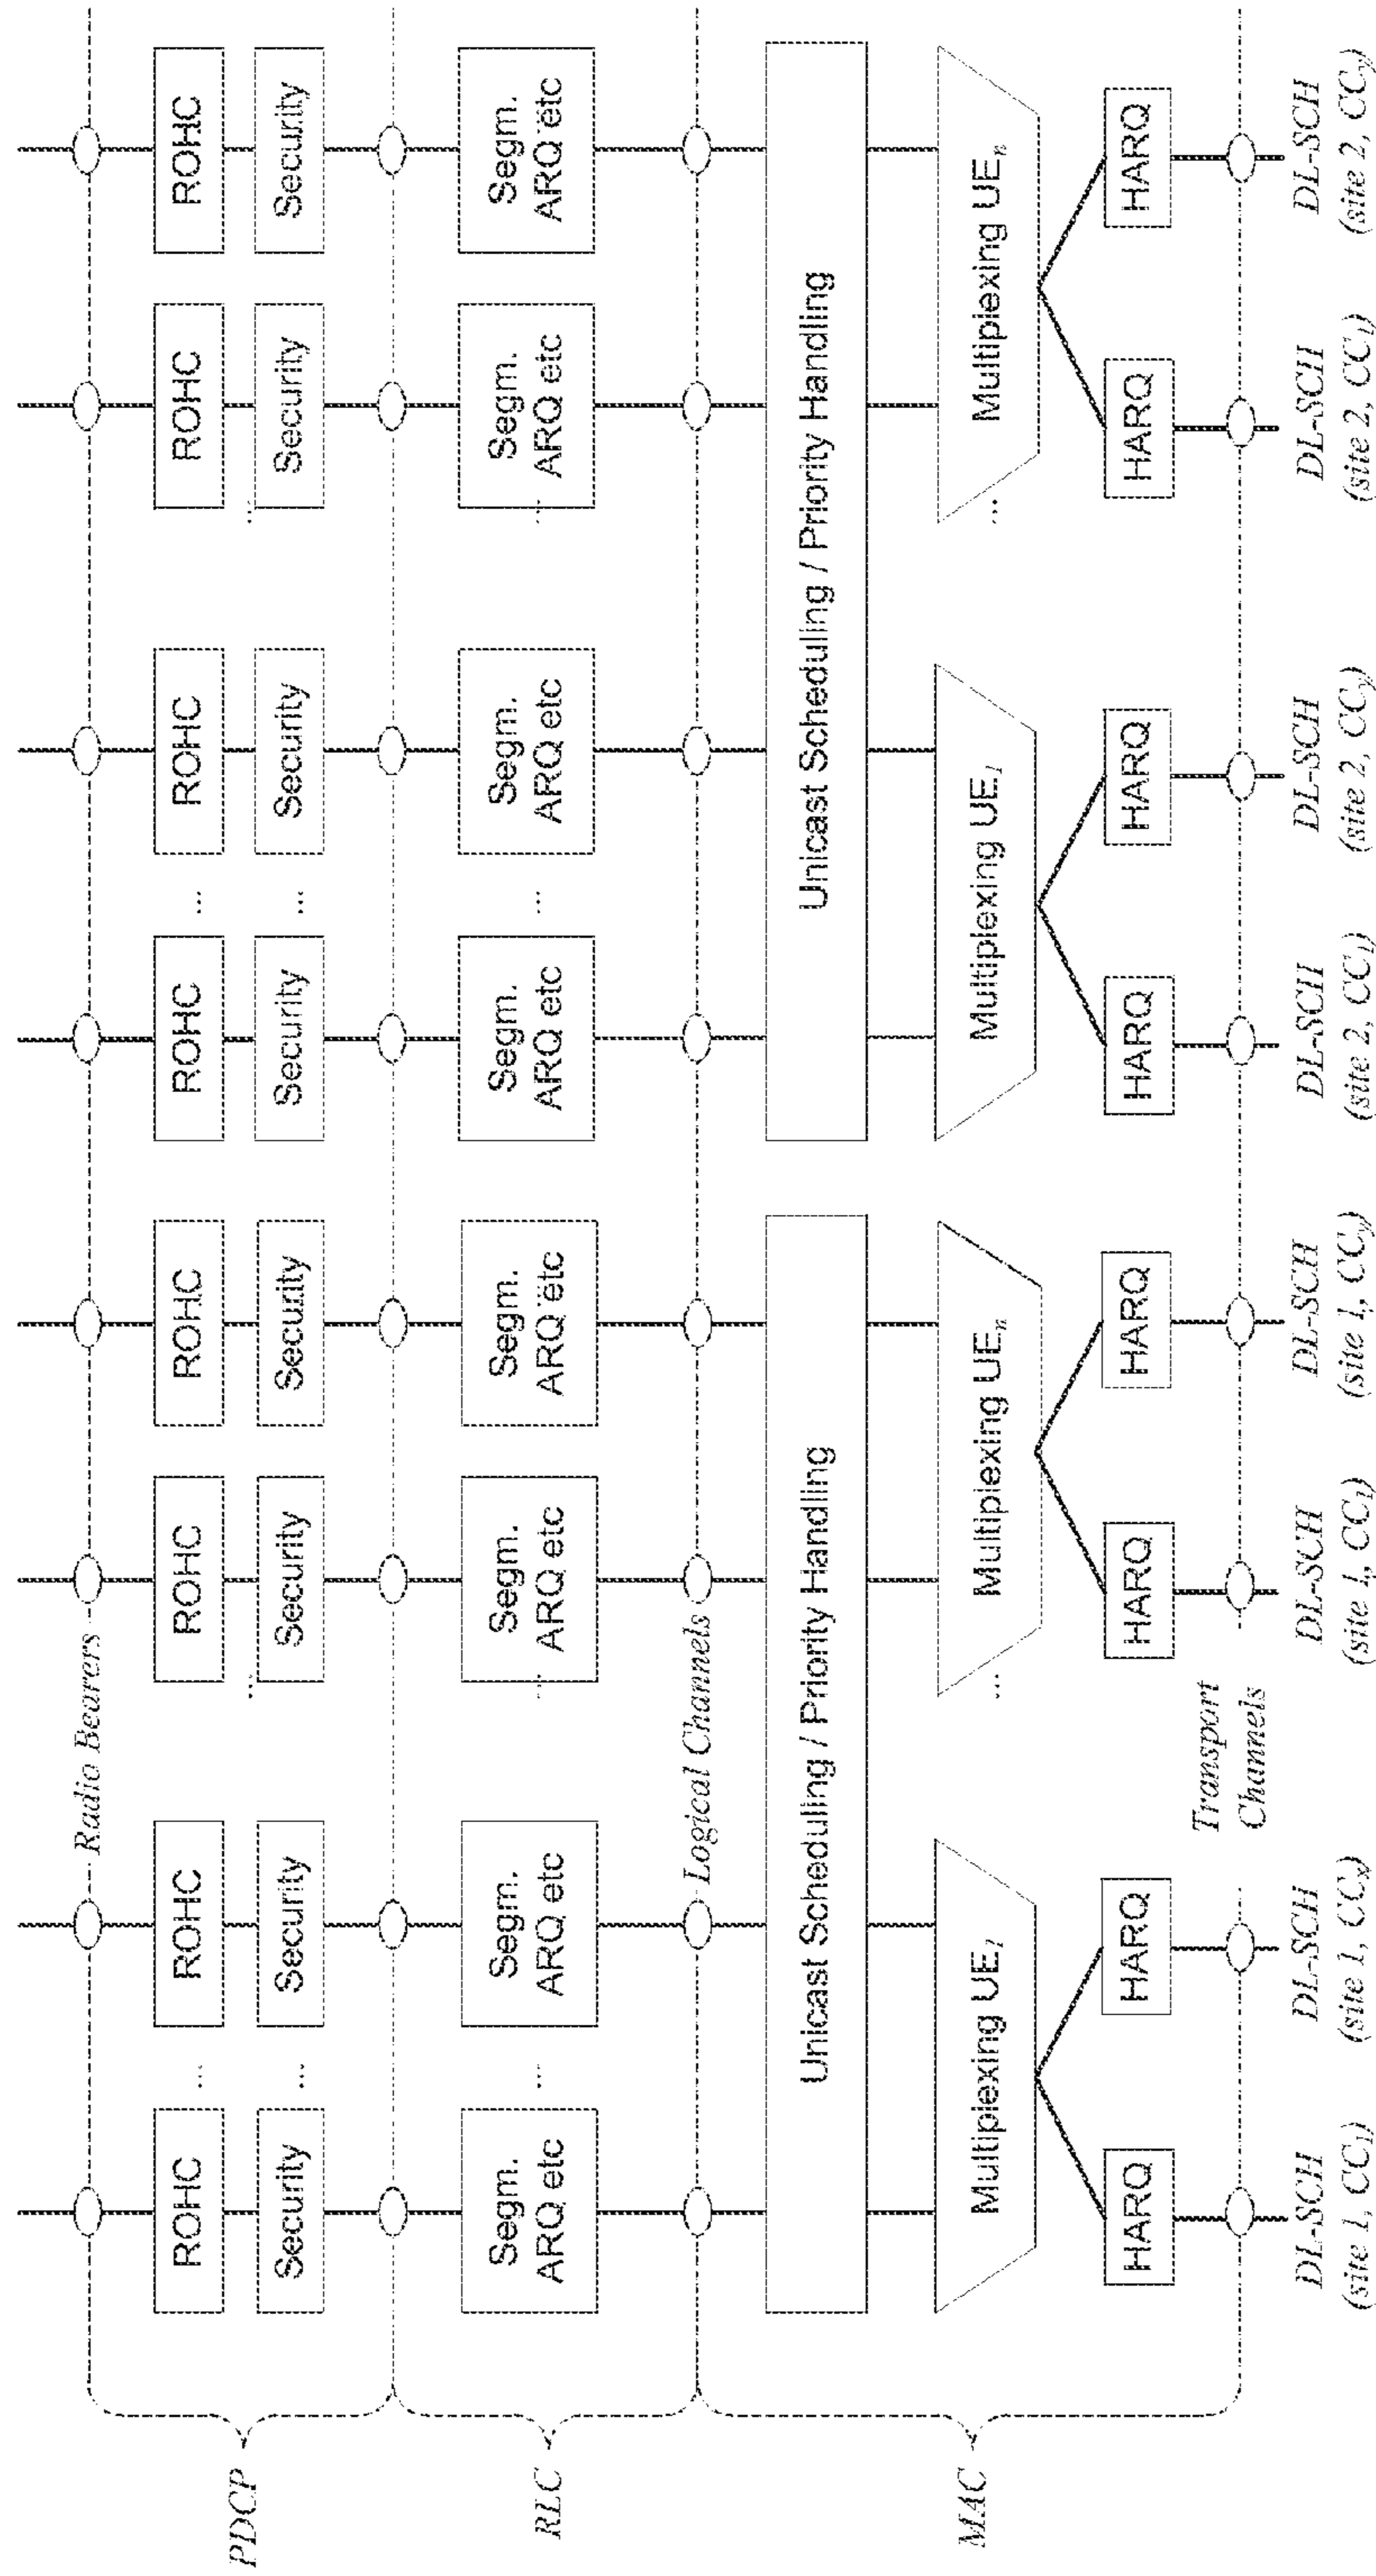 Radio Bearers
ROHC ... ROHC ROHC ROHC ROHC ... ROHC ROHC ROHC
PDCP
... ...
Security ... Security Security Security Security ... Security Security Security
Segm. Segm. Segm. Segm. Segm. Segm. Segm. Segm.
RLC
ARQ etc ... ARQ etc ... ARQ etc ARQ etc ARQ etc ... ARQ etc ... ARQ etc ARQ etc
Logical Channels
Unicast Scheduling / Priority Handling Unicast Scheduling / Priority Handling
MAC
Multiplexing UE₁ ... Multiplexing UEₙ Multiplexing UE₁ ... Multiplexing UEₙ
HARQ HARQ HARQ HARQ HARQ HARQ HARQ HARQ
Transport
Channels
DL-SCH DL-SCH DL-SCH DL-SCH DL-SCH DL-SCH DL-SCH DL-SCH
(site 1, CC₁) (site 1, CCₓ) (site 1, CC₁) (site 1, CCy) (site 2, CC₁) (site 2, CCy) (site 2, CC₁) (site 2, CCy)